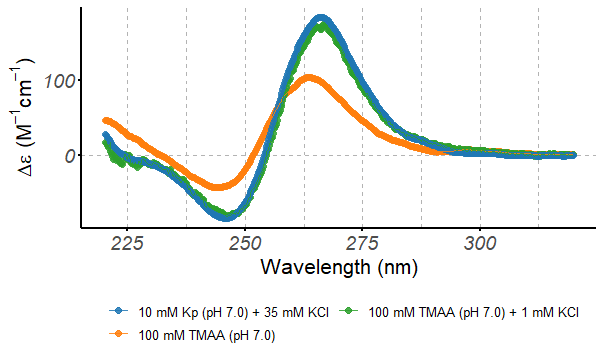 Δε (M⁻¹cm⁻¹)
100
0
225
250
275
300
Wavelength (nm)
10 mM Kp (pH 7.0) + 35 mM KCl
100 mM TMAA (pH 7.0) + 1 mM KCl
100 mM TMAA (pH 7.0)